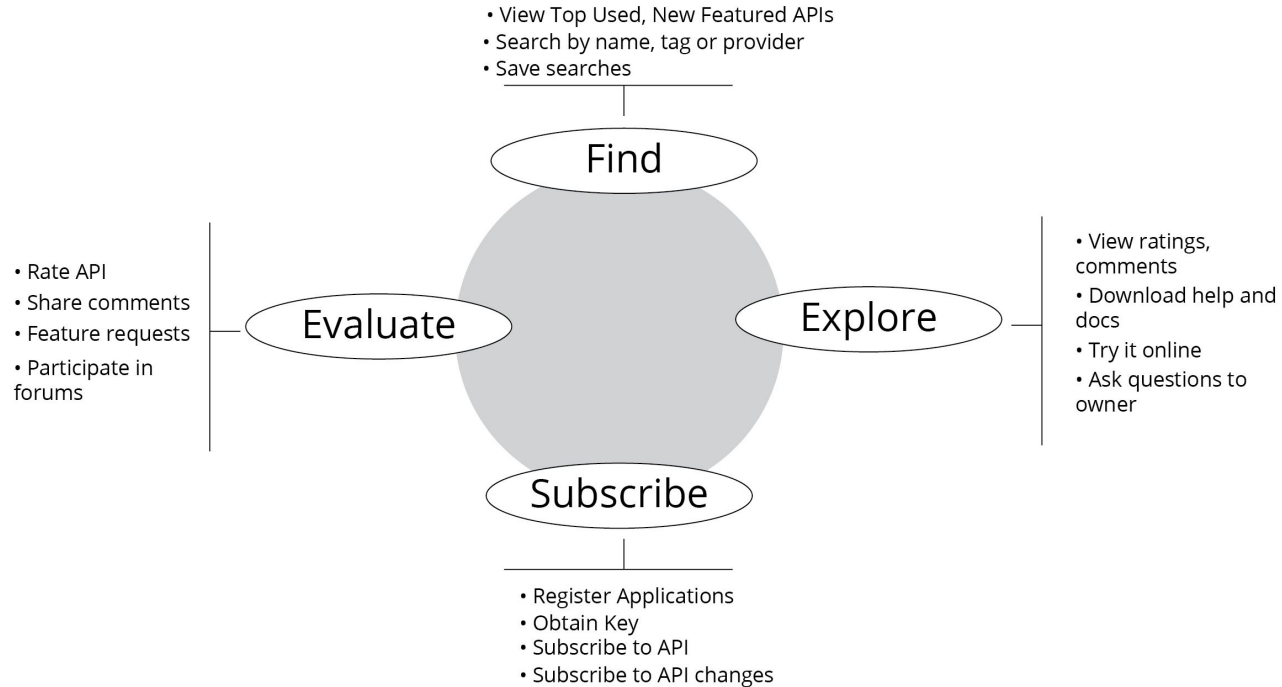 • View Top Used, New Featured APIs
• Search by name, tag or provider
• Save searches
Find
• Rate API
• Share comments
• Feature requests
• Participate in
forums
Evaluate
Explore
• View ratings,
comments
• Download help and
docs
• Try it online
• Ask questions to
owner
Subscribe
• Register Applications
• Obtain Key
• Subscribe to API
• Subscribe to API changes